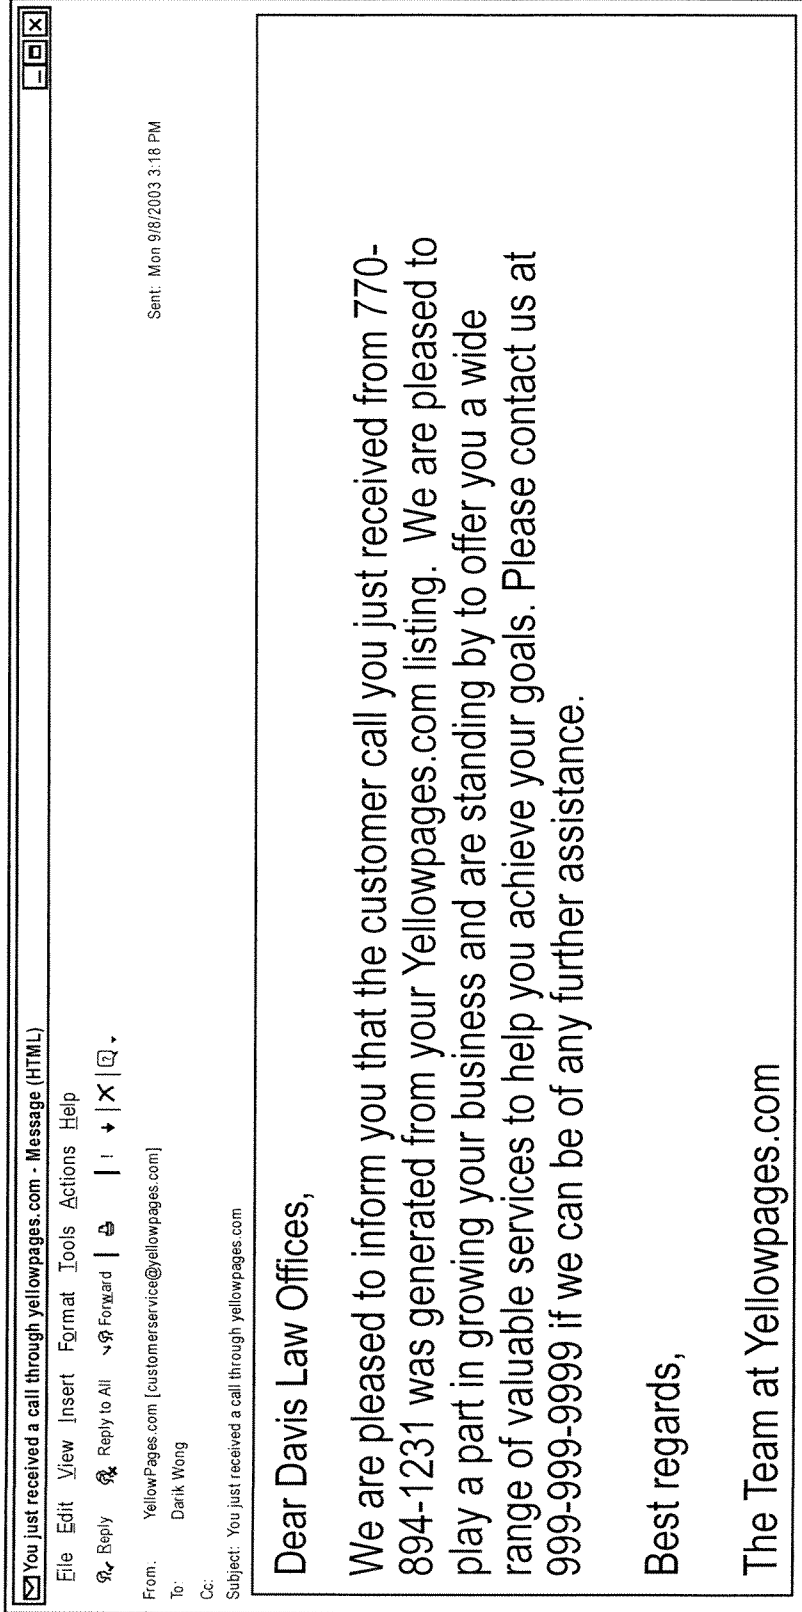 You just received a call through yellowpages.com - Message (HTML)
File Edit View Insert Format Tools Actions Help
Reply Reply to All Forward
From. YellowPages.com [customerservice@yellowpages.com] Sent: Mon 9/8/2003 3:18 PM
To: Darik Wong
Cc:
Subject: You just received a call through yellowpages.com
Dear Davis Law Offices,
We are pleased to inform you that the customer call you just received from 770-
894-1231 was generated from your Yellowpages.com listing. We are pleased to
play a part in growing your business and are standing by to offer you a wide
range of valuable services to help you achieve your goals. Please contact us at
999-999-9999 if we can be of any further assistance.
Best regards,
The Team at Yellowpages.com